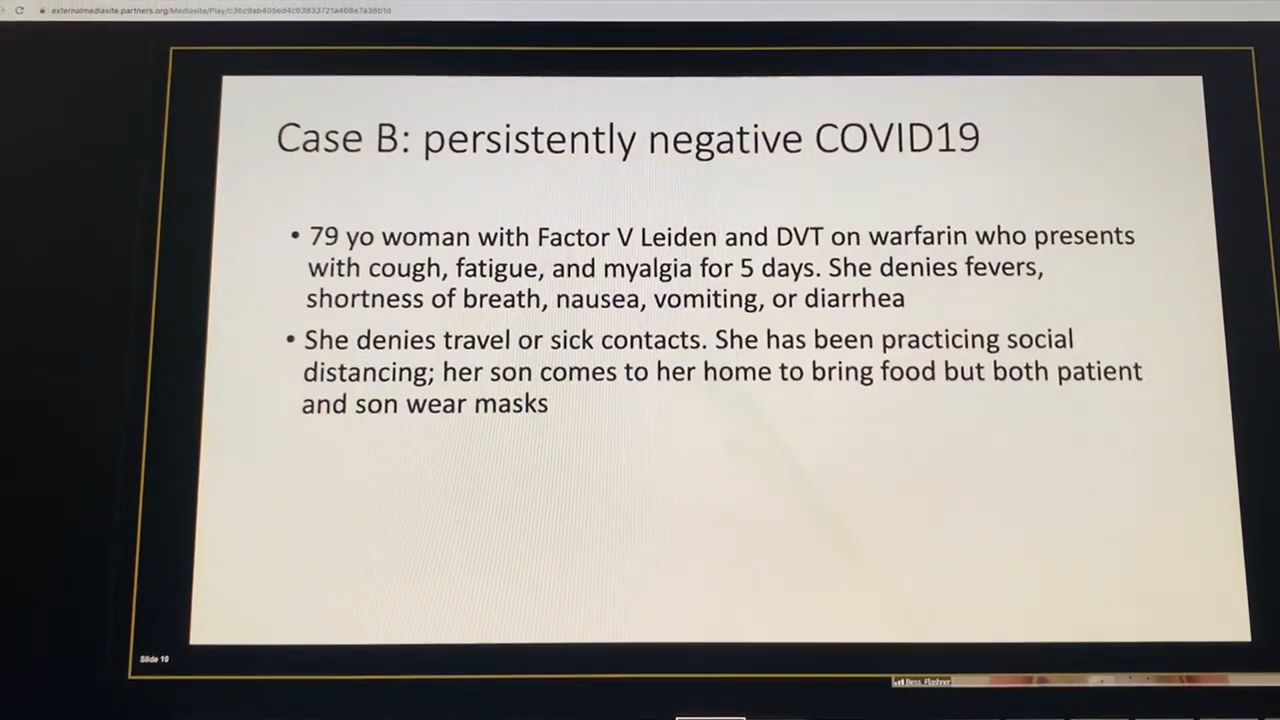 Case B: persistently negative COVID19
• 79 yo woman with Factor V Leiden and DVT on warfarin who presents
with cough, fatigue, and myalgia for 5 days. She denies fevers,
shortness of breath, nausea, vomiting, or diarrhea
• She denies travel or sick contacts. She has been practicing social
distancing; her son comes to her home to bring food but both patient
and son wear masks
Slide 10
Bess Flashner